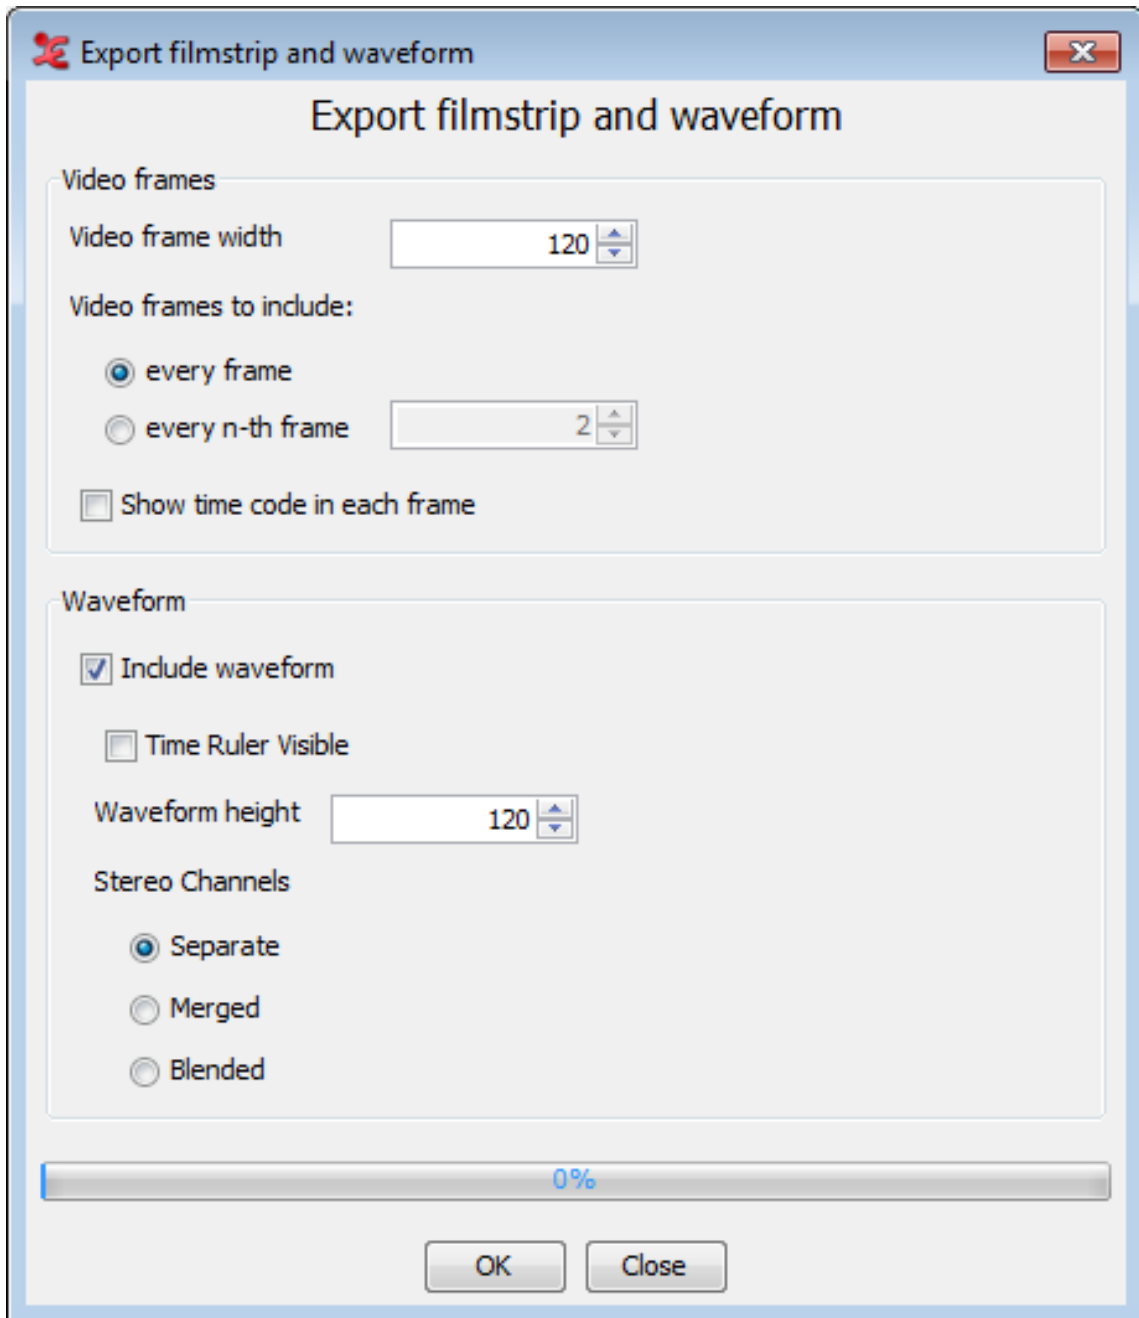 Export filmstrip and waveform
Export filmstrip and waveform
Video frames
Video frame width 120
Video frames to include:
every frame
every n-th frame 2
Show time code in each frame
Waveform
Include waveform
Time Ruler Visible
Waveform height 120
Stereo Channels
Separate
Merged
Blended
0%
OK Close